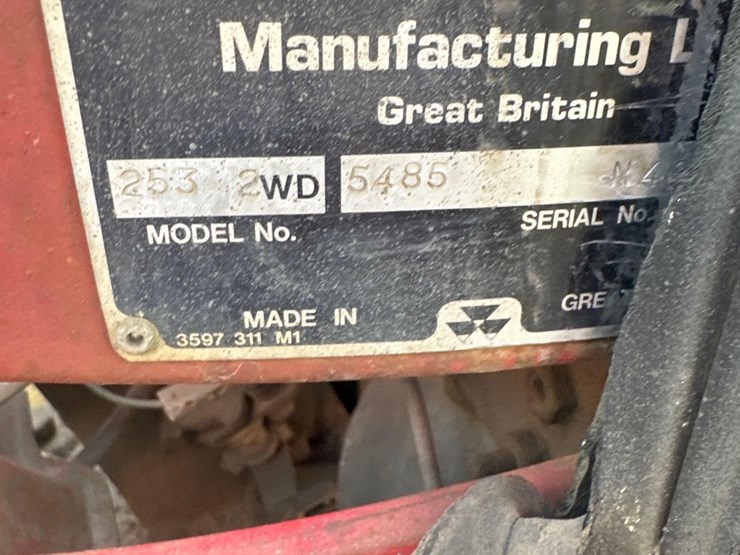 Manufacturing
Great Britain
253 2WD 5485
MODEL No. SERIAL No.
MADE IN
3597 311 M1